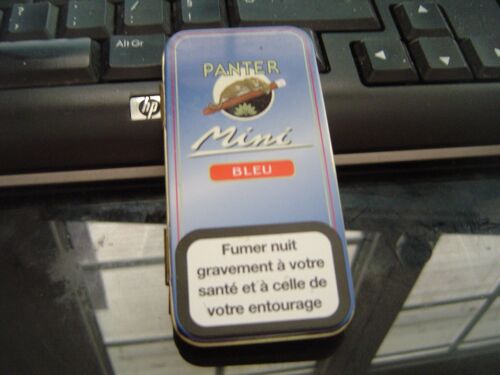 Alt Gr
hp
PANTER
Mini
BLEU
Fumer nuit
gravement à votre
santé et à celle de
votre entourage